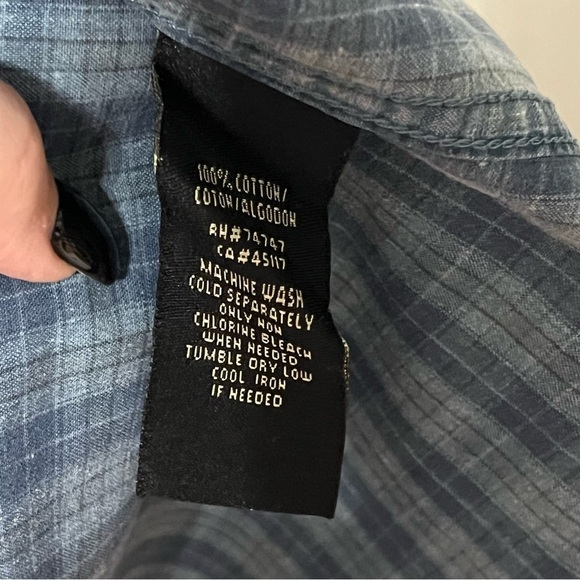 100% COTTON/
COTON/ALGODON
RN#74747
CA#45117
MACHINE WASH
COLD SEPARATELY
ONLY NON
CHLORINE BLEACH
WHEN NEEDED
TUMBLE DRY LOW
COOL IRON
IF NEEDED